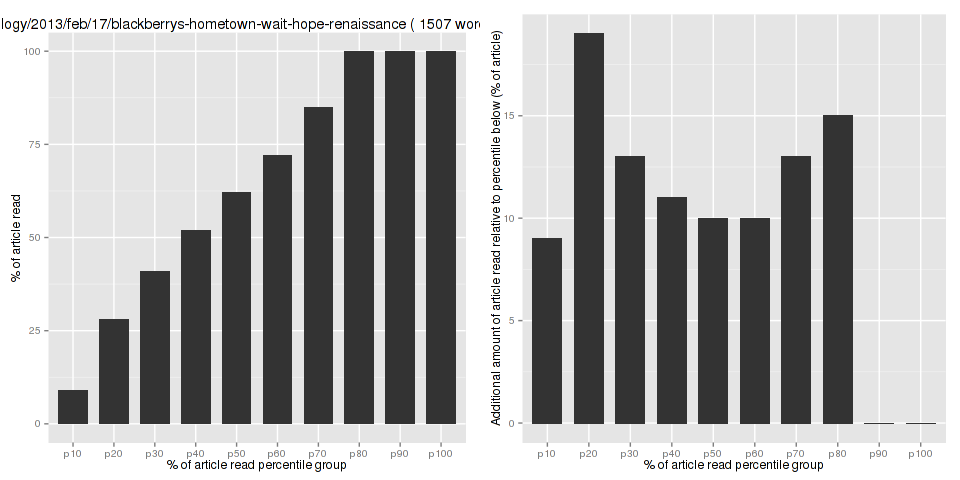 logy/2013/feb/17/blackberrys-hometown-wait-hope-renaissance ( 1507 wor
100
75
50
25
0
% of article read
p10 p20 p30 p40 p50 p60 p70 p80 p90 p100
% of article read percentile group
15
10
5
0
Additional amount of article read relative to percentile below (% of article)
p10 p20 p30 p40 p50 p60 p70 p80 p90 p100
% of article read percentile group